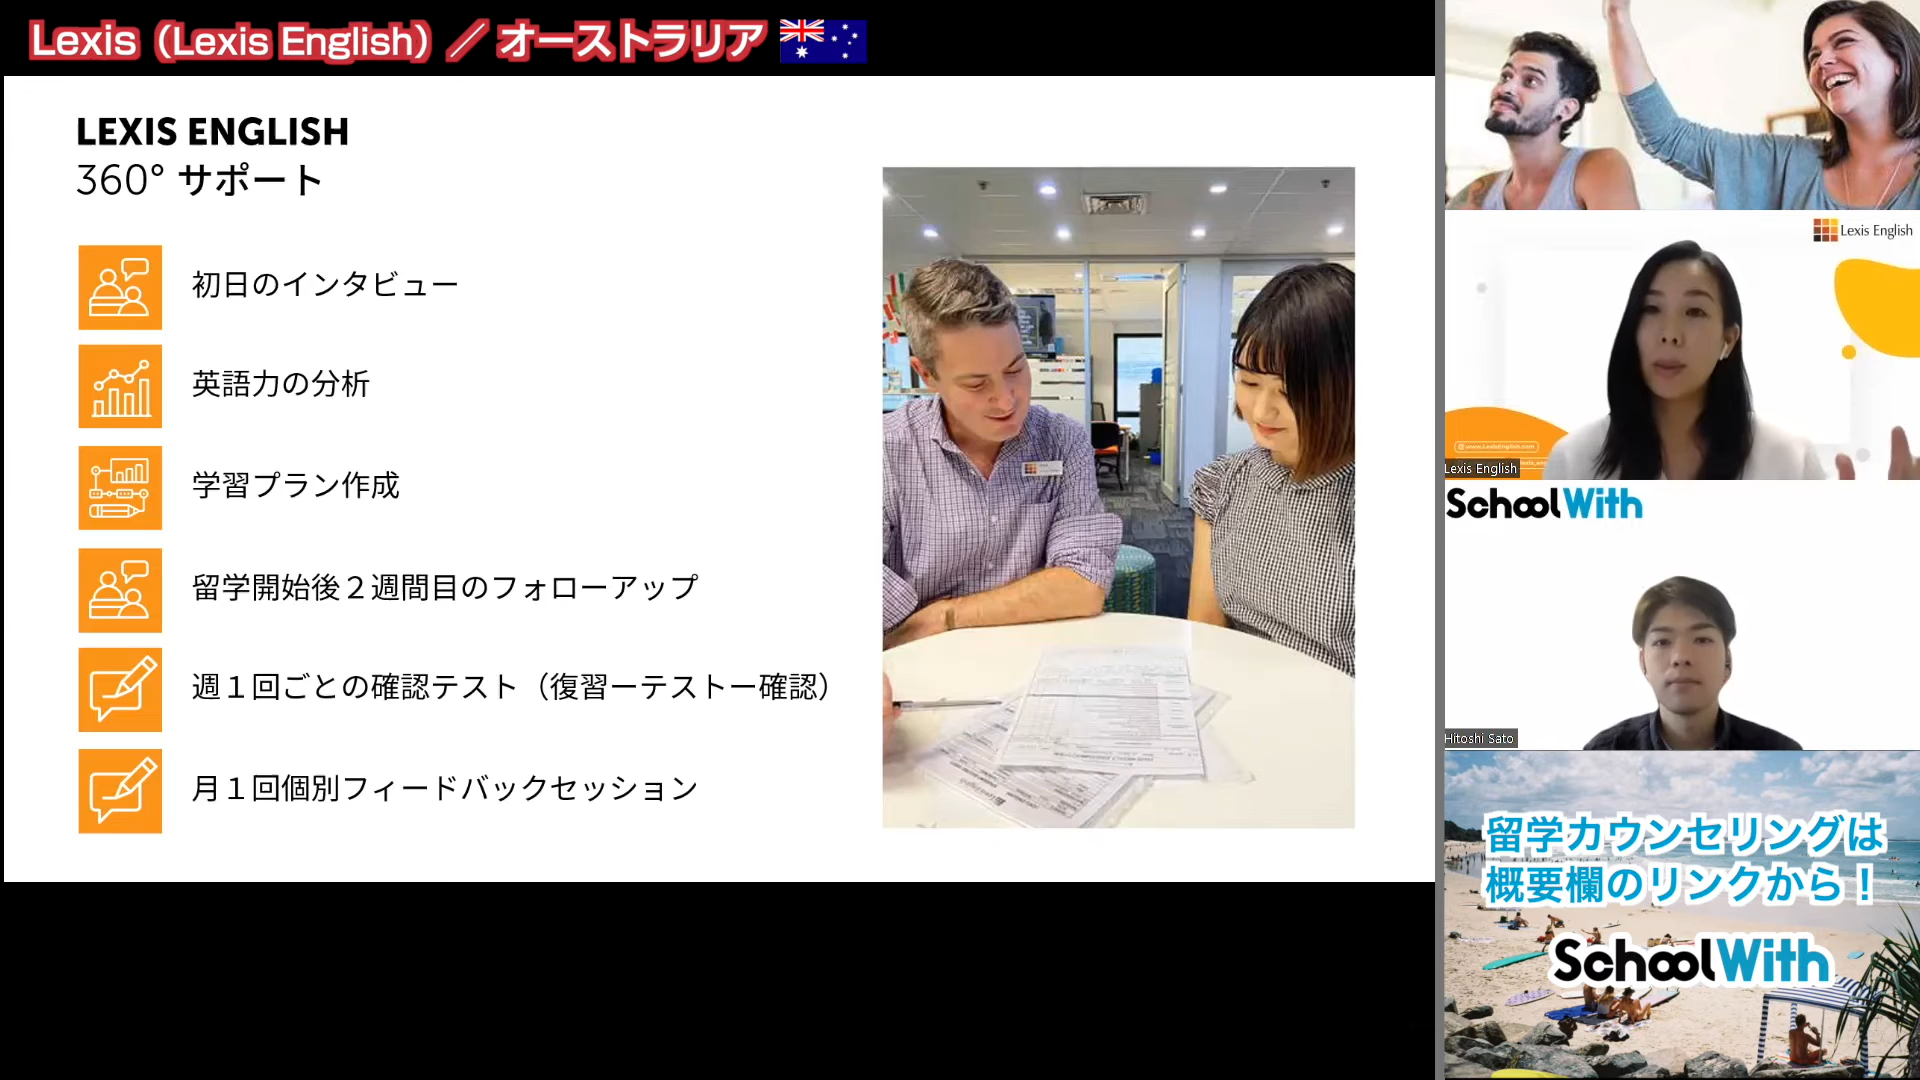 Lexis（Lexis English）／ オーストラリア
LEXIS ENGLISH
360° サポート
初日のインタビュー
英語力の分析
学習プラン作成
留学開始後２週間目のフォローアップ
週１回ごとの確認テスト（復習ーテストー確認）
月１回個別フィードバックセッション
Lexis English
www.LexisEnglish.com
Lexis English
SchoolWith
Hitoshi Sato
留学カウンセリングは
概要欄のリンクから！
SchoolWith